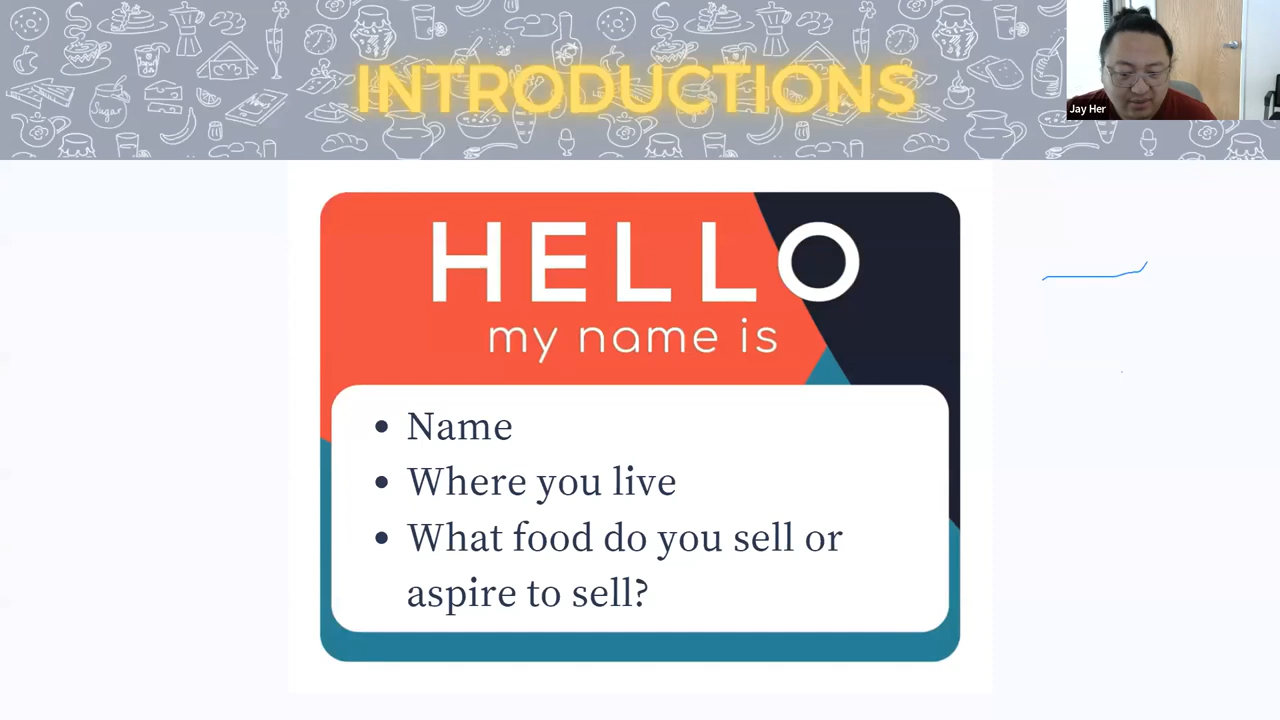 INTRODUCTIONS
Jay Her
Sugar
HELLO
my name is
• Name
• Where you live
• What food do you sell or
aspire to sell?